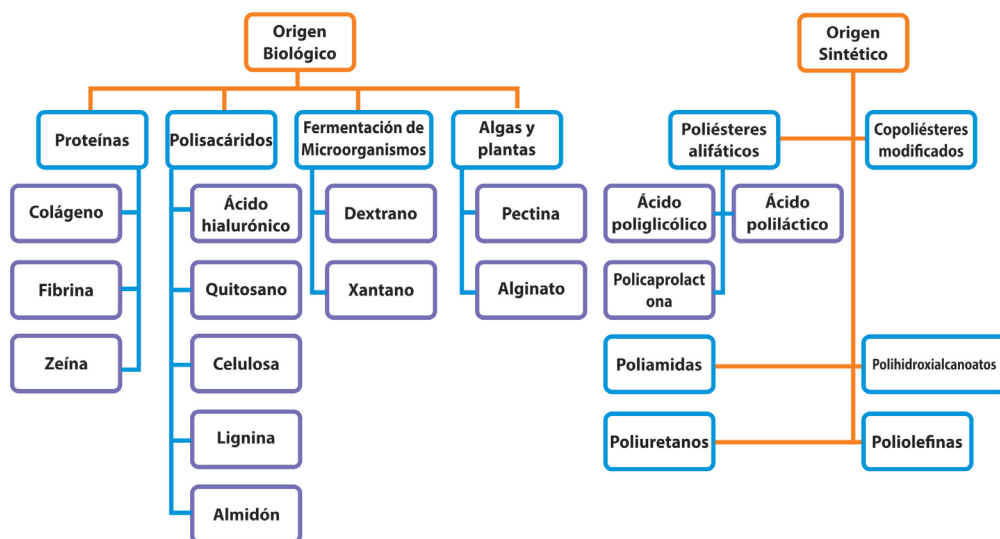 Origen
Biológico
Proteínas
Polisacáridos
Fermentación de
Microorganismos
Algas y
plantas
Colágeno
Fibrina
Zeína
Ácido
hialurónico
Quitosano
Celulosa
Lignina
Almidón
Dextrano
Xantano
Pectina
Alginato
Origen
Sintético
Poliésteres
alifáticos
Copoliésteres
modificados
Ácido
poliglicólico
Ácido
poliláctico
Policaprolact
ona
Poliamidas
Polihidroxialcanoatos
Poliuretanos
Poliolefinas